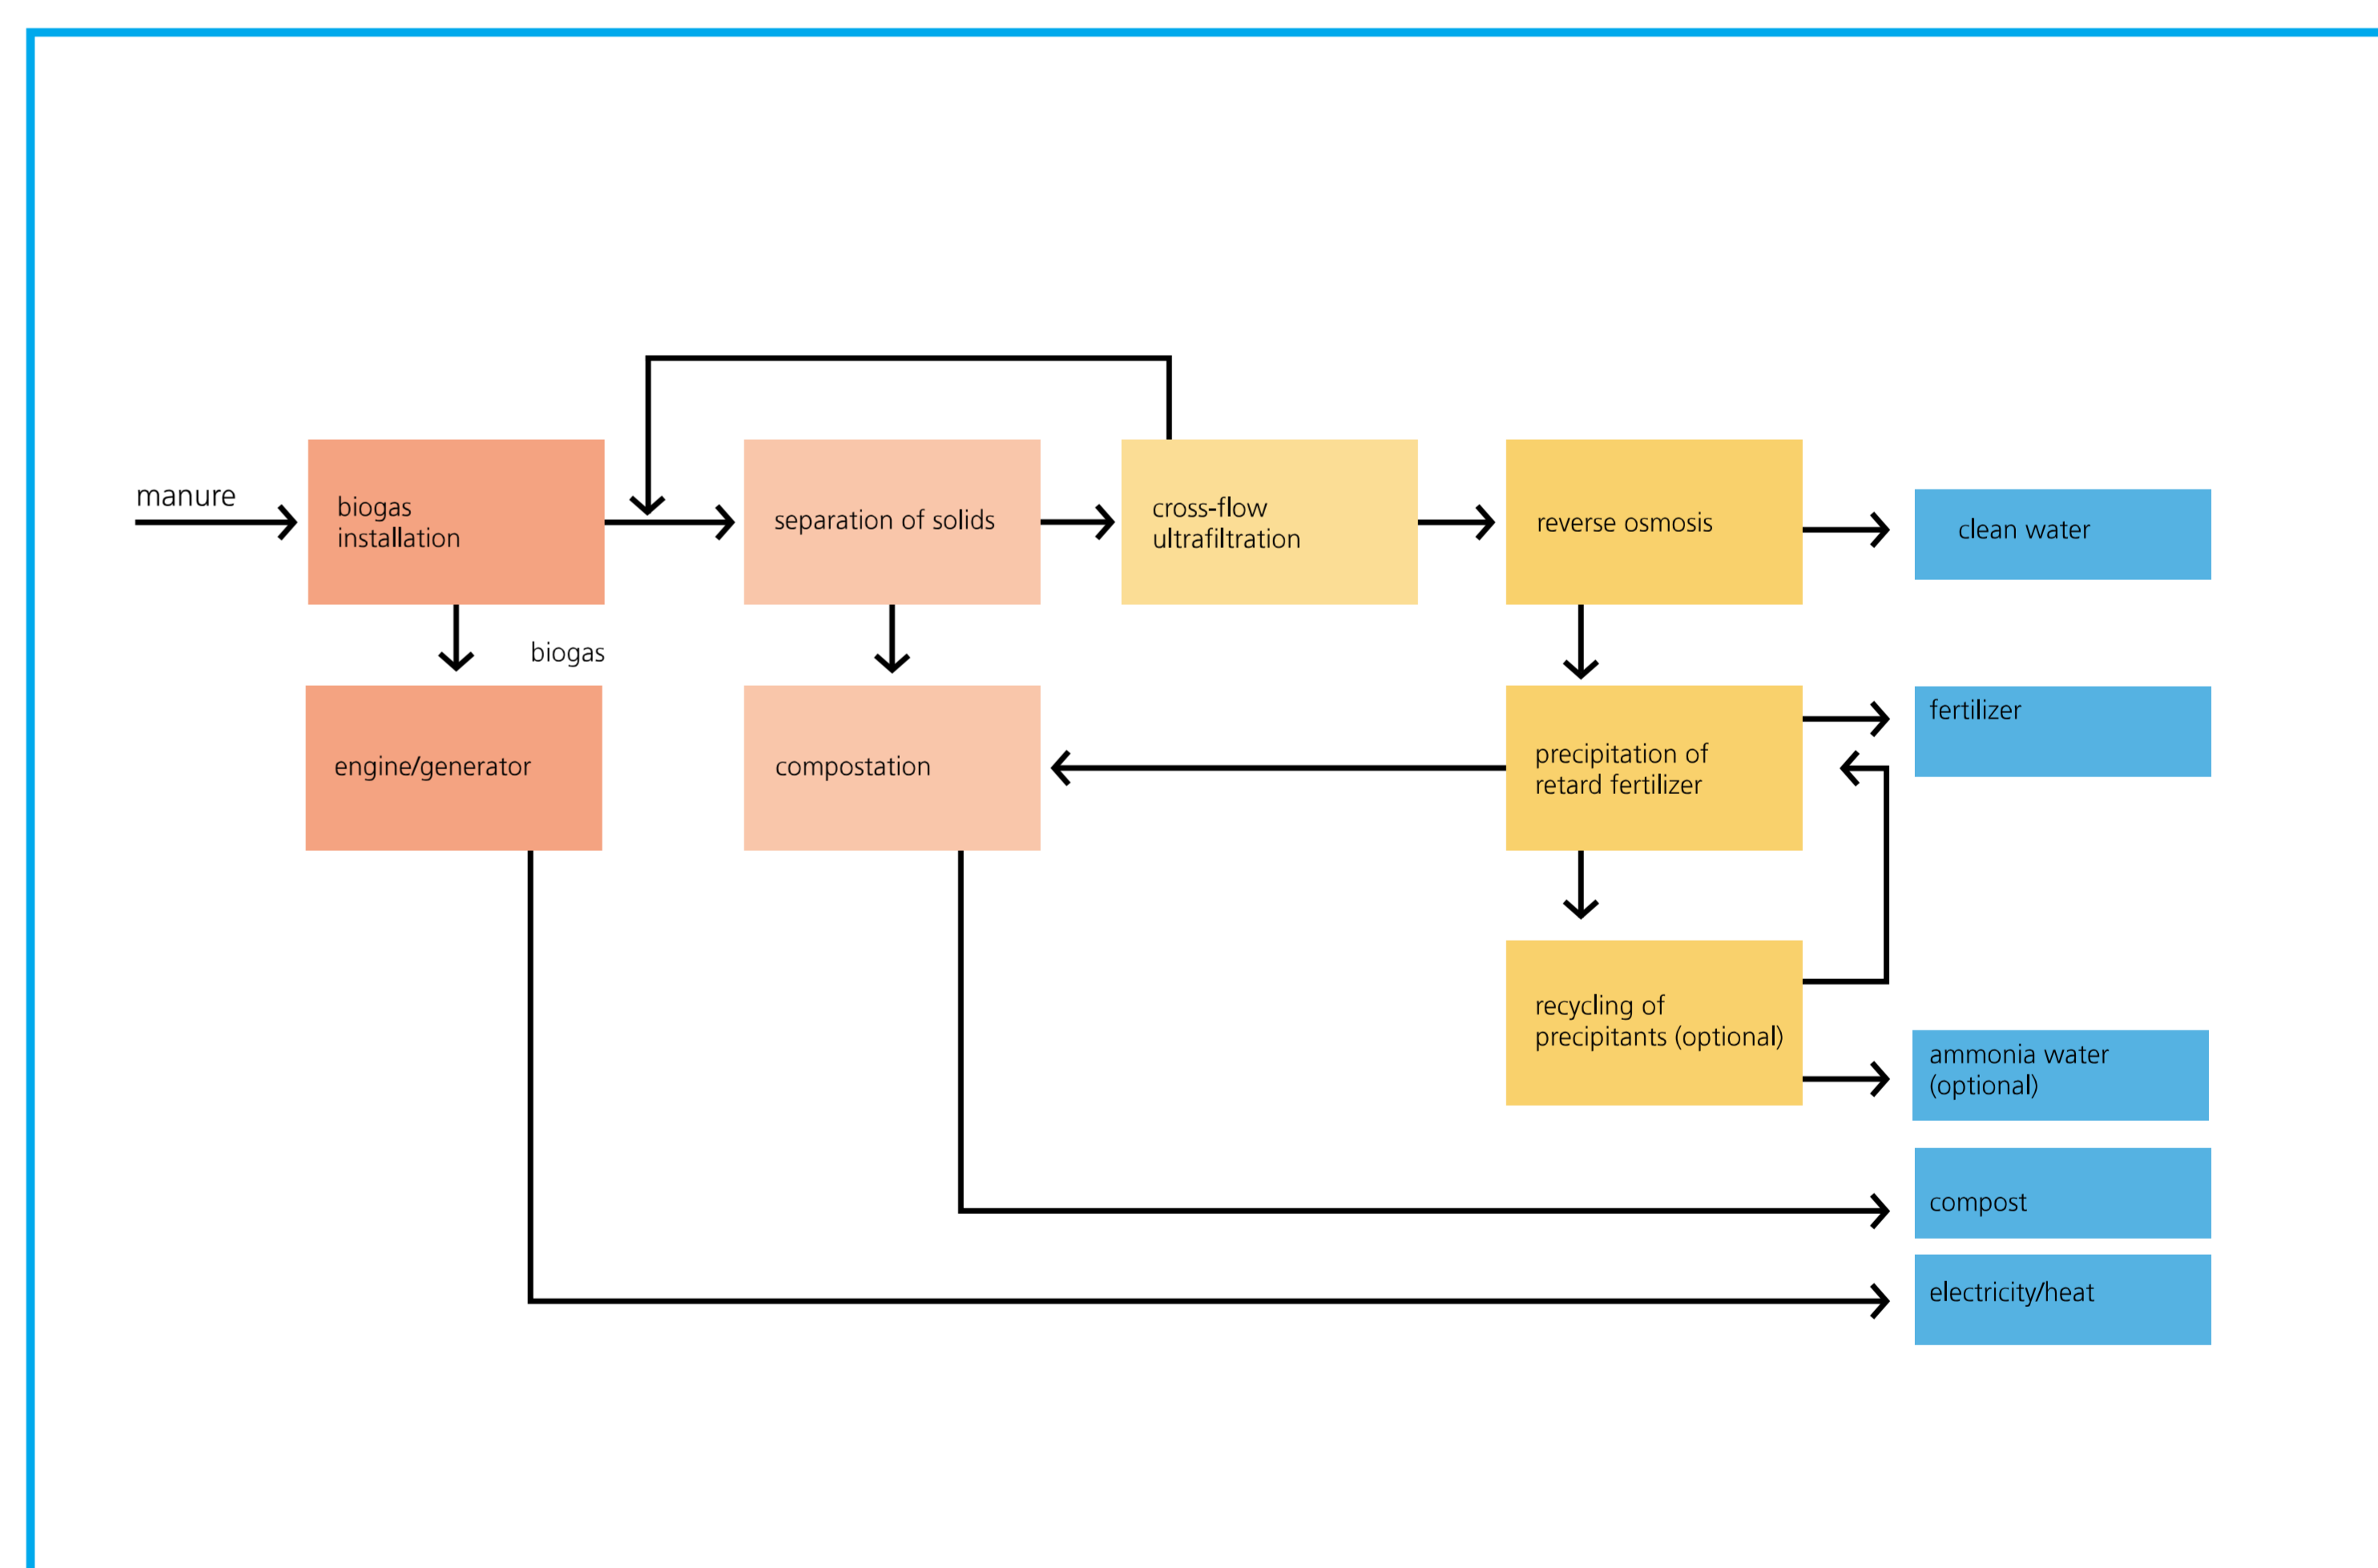 manure
biogas
installation
separation of solids
cross-flow
ultrafiltration
reverse osmosis
clean water
biogas
engine/generator
compostation
precipitation of
retard fertilizer
fertilizer
recycling of
precipitants (optional)
ammonia water
(optional)
compost
electricity/heat